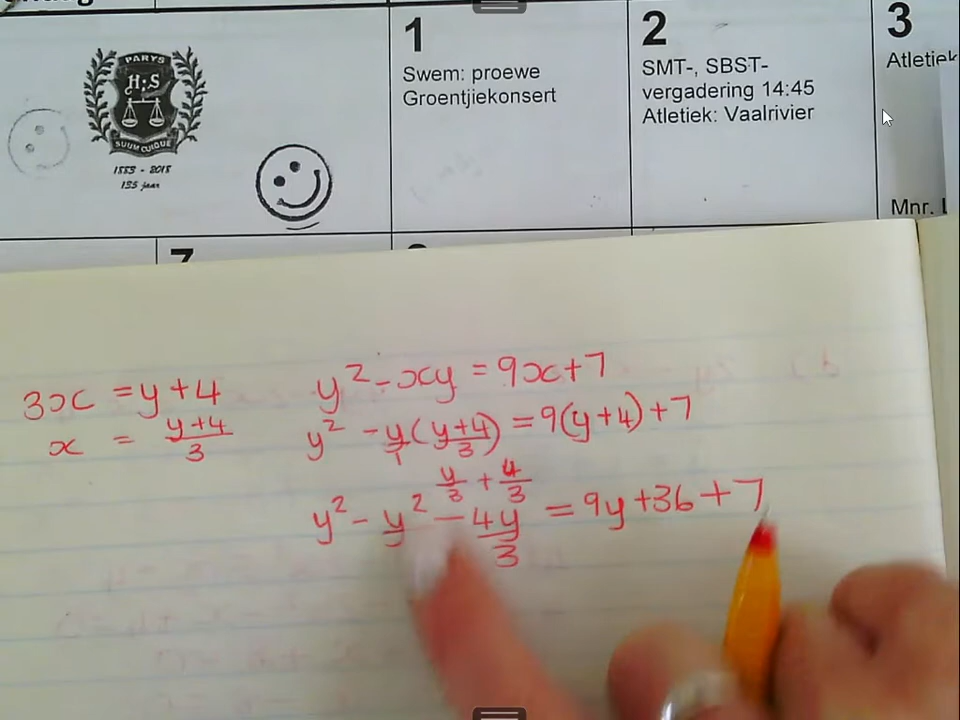 PARYS
H.S
SUUM CUIQUE
1883 - 2018
135 jaar
1
Swem: proewe
Groentjiekonsert
2
SMT-, SBST-
vergadering 14:45
Atletiek: Vaalrivier
3
Atletiek
Mnr.
7
3x = y+4
x = y+4/3
y² - xy = 9x+7
y² - y/1(y+4/3) = 9(y+4)+7
y/3 + 4/3
y² - y² - 4y/3 = 9y+36+7